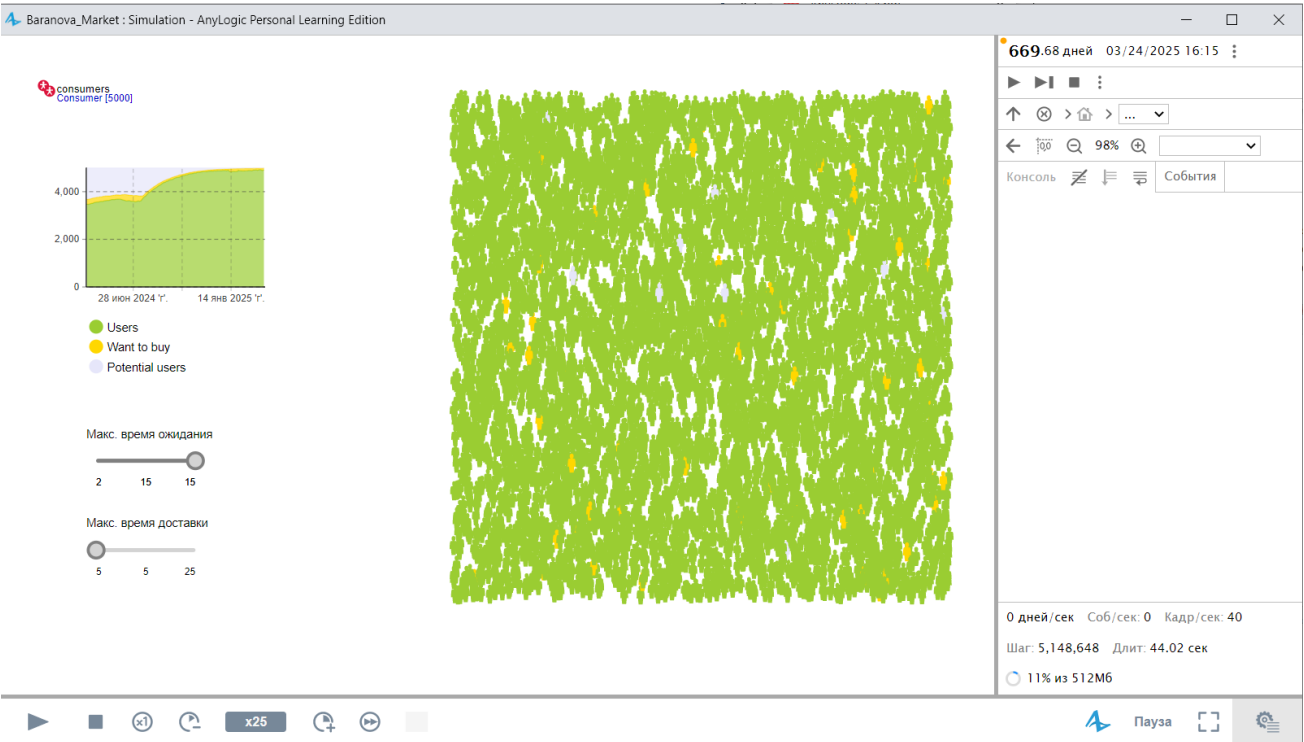 Baranova_Market : Simulation - AnyLogic Personal Learning Edition
669.68 дней 03/24/2025 16:15
consumers
Consumer [5000]
...
98%
Консоль События
4,000
2,000
0
28 июн 2024 'г'. 14 янв 2025 'г'.
Users
Want to buy
Potential users
Макс. время ожидания
2 15 15
Макс. время доставки
5 5 25
0 дней/сек Соб/сек: 0 Кадр/сек: 40
Шаг: 5,148,648 Длит: 44.02 сек
11% из 512Мб
x1 x25 Пауза